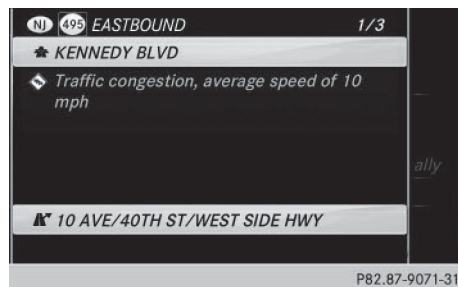 NJ 495 EASTBOUND 1/3
KENNEDY BLVD
Traffic congestion, average speed of 10
mph
ally
10 AVE/40TH ST/WEST SIDE HWY
P82.87-9071-31